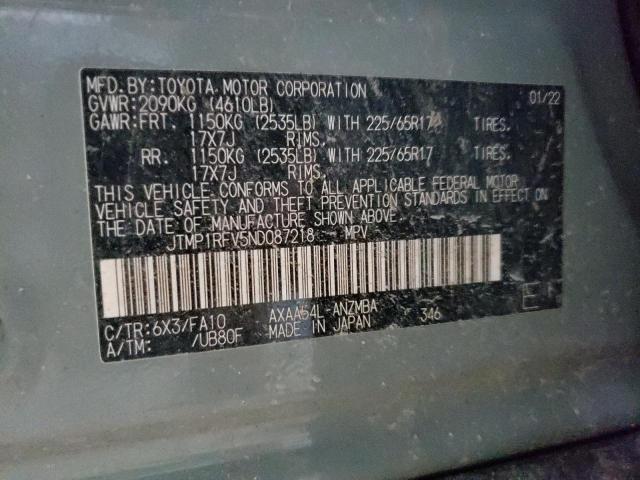 MFD.BY:TOYOTA MOTOR CORPORATION 01/22
GVWR:2090KG (4610LB)
GAWR:FRT. 1150KG (2535LB) WITH 225/65R17 TIRES.
17X7J RIMS.
RR. 1150KG (2535LB) WITH 225/65R17 TIRES.
17X7J RIMS.
THIS VEHICLE CONFORMS TO ALL APPLICABLE FEDERAL MOTOR
VEHICLE SAFETY AND THEFT PREVENTION STANDARDS IN EFFECT ON
THE DATE OF MANUFACTURE SHOWN ABOVE.
JTMP1RFV5ND087218 MPV
C/TR:6X3/FA10 AXAA54L-ANZMBA 346
A/TM: /UB80F MADE IN JAPAN E